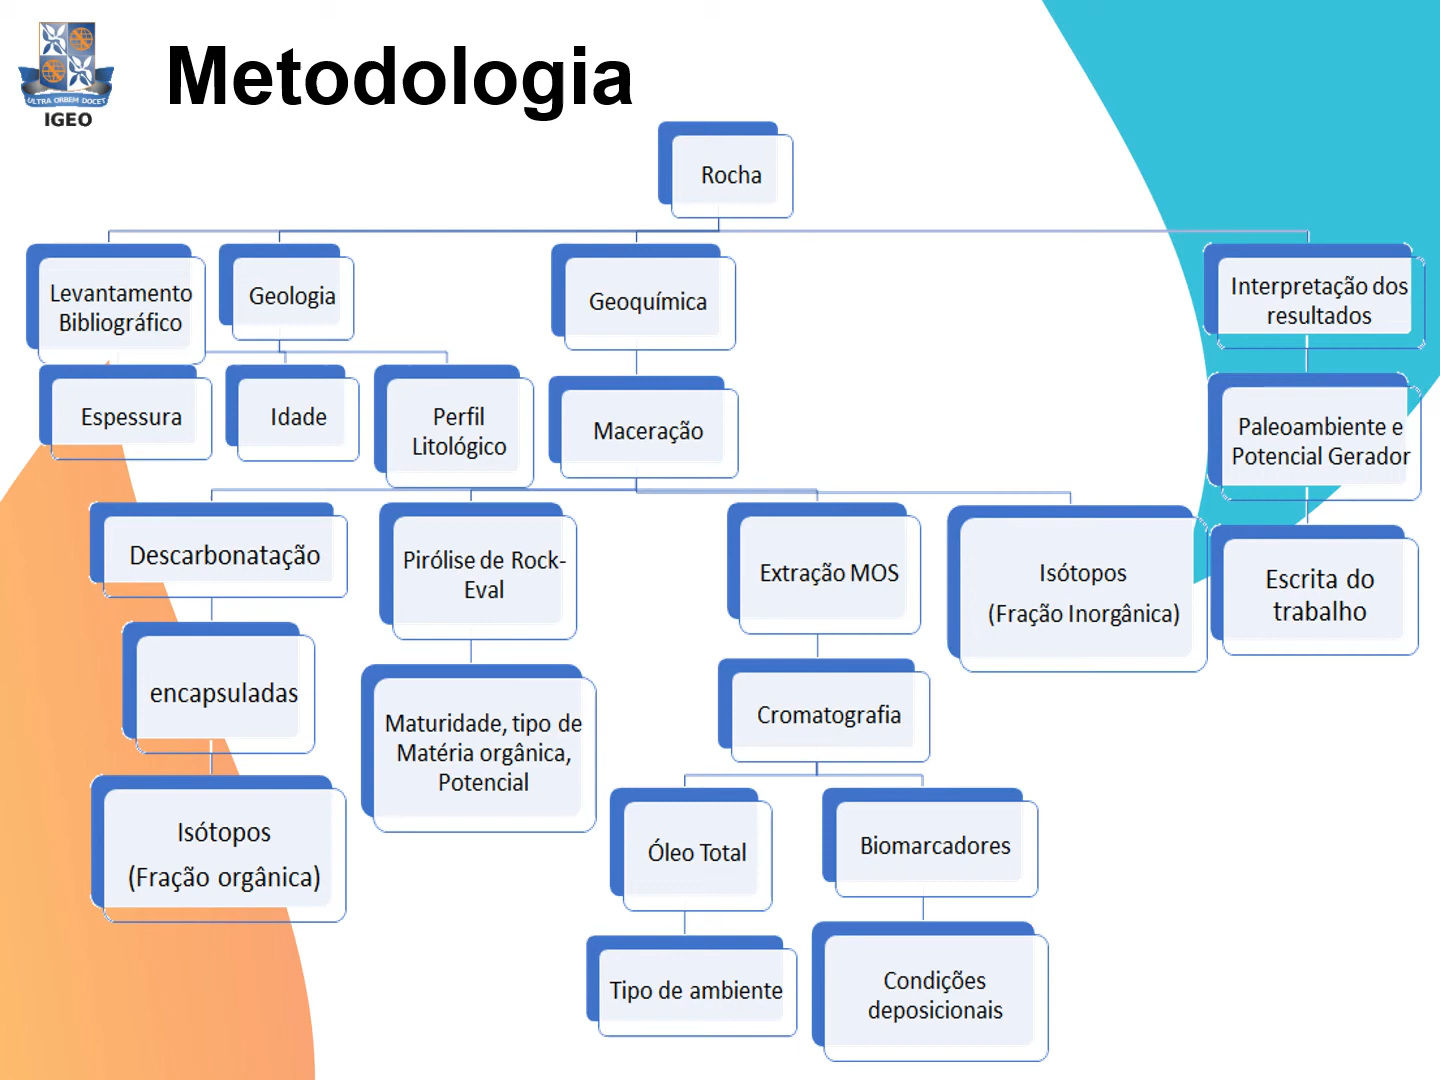 ULTRA ORBEM DOCET
IGEO
Metodologia
Rocha
Levantamento
Bibliográfico
Geologia
Geoquímica
Interpretação dos
resultados
Espessura
Idade
Perfil
Litológico
Maceração
Paleoambiente e
Potencial Gerador
Descarbonatação
Pirólise de Rock-
Eval
Extração MOS
Isótopos
(Fração Inorgânica)
Escrita do
trabalho
encapsuladas
Maturidade, tipo de
Matéria orgânica,
Potencial
Cromatografia
Isótopos
(Fração orgânica)
Óleo Total
Biomarcadores
Tipo de ambiente
Condições
deposicionais